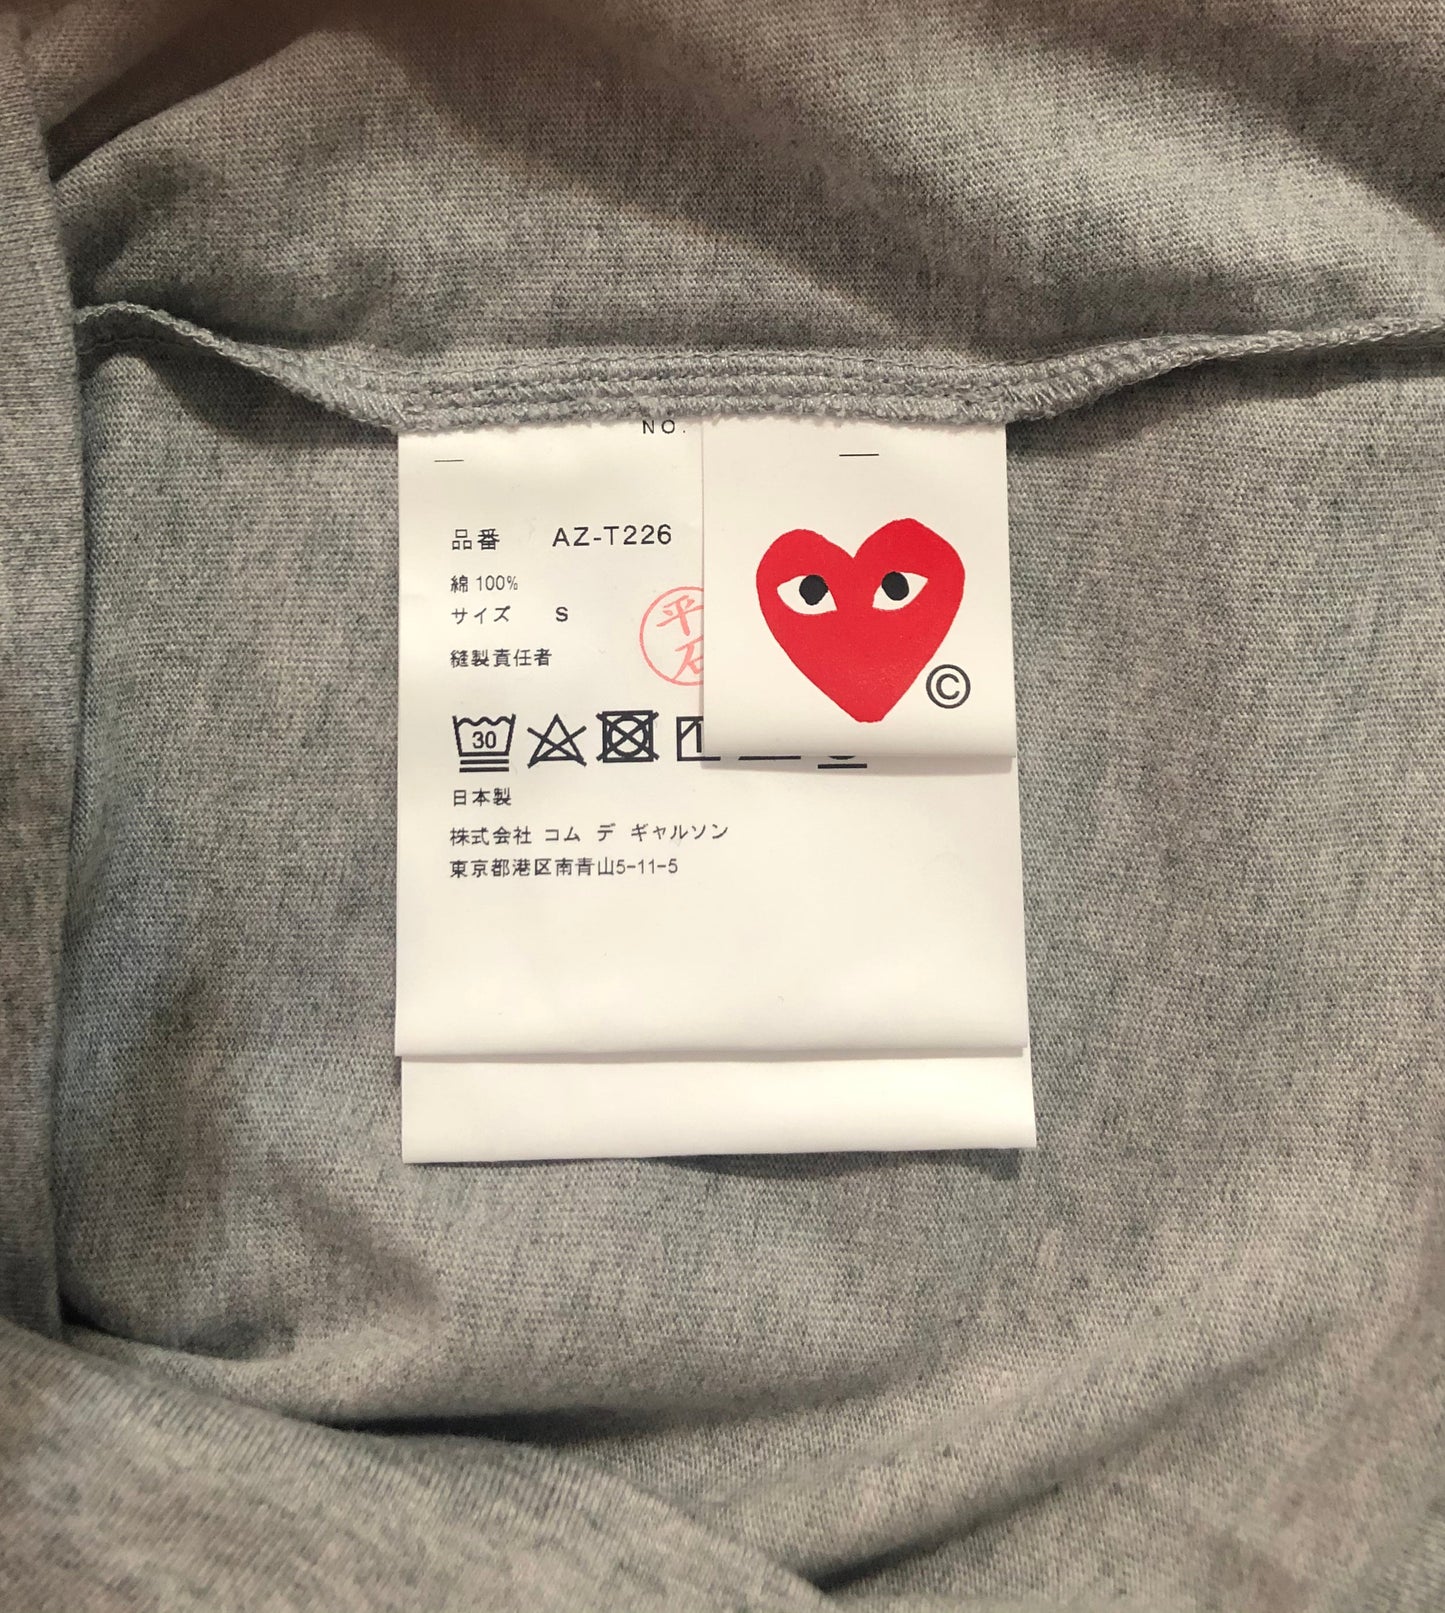 NO.
品番 AZ-T226
綿 100%
サイズ S
縫製責任者
平
石
30
日本製
株式会社 コム デ ギャルソン
東京都港区南青山5-11-5
©